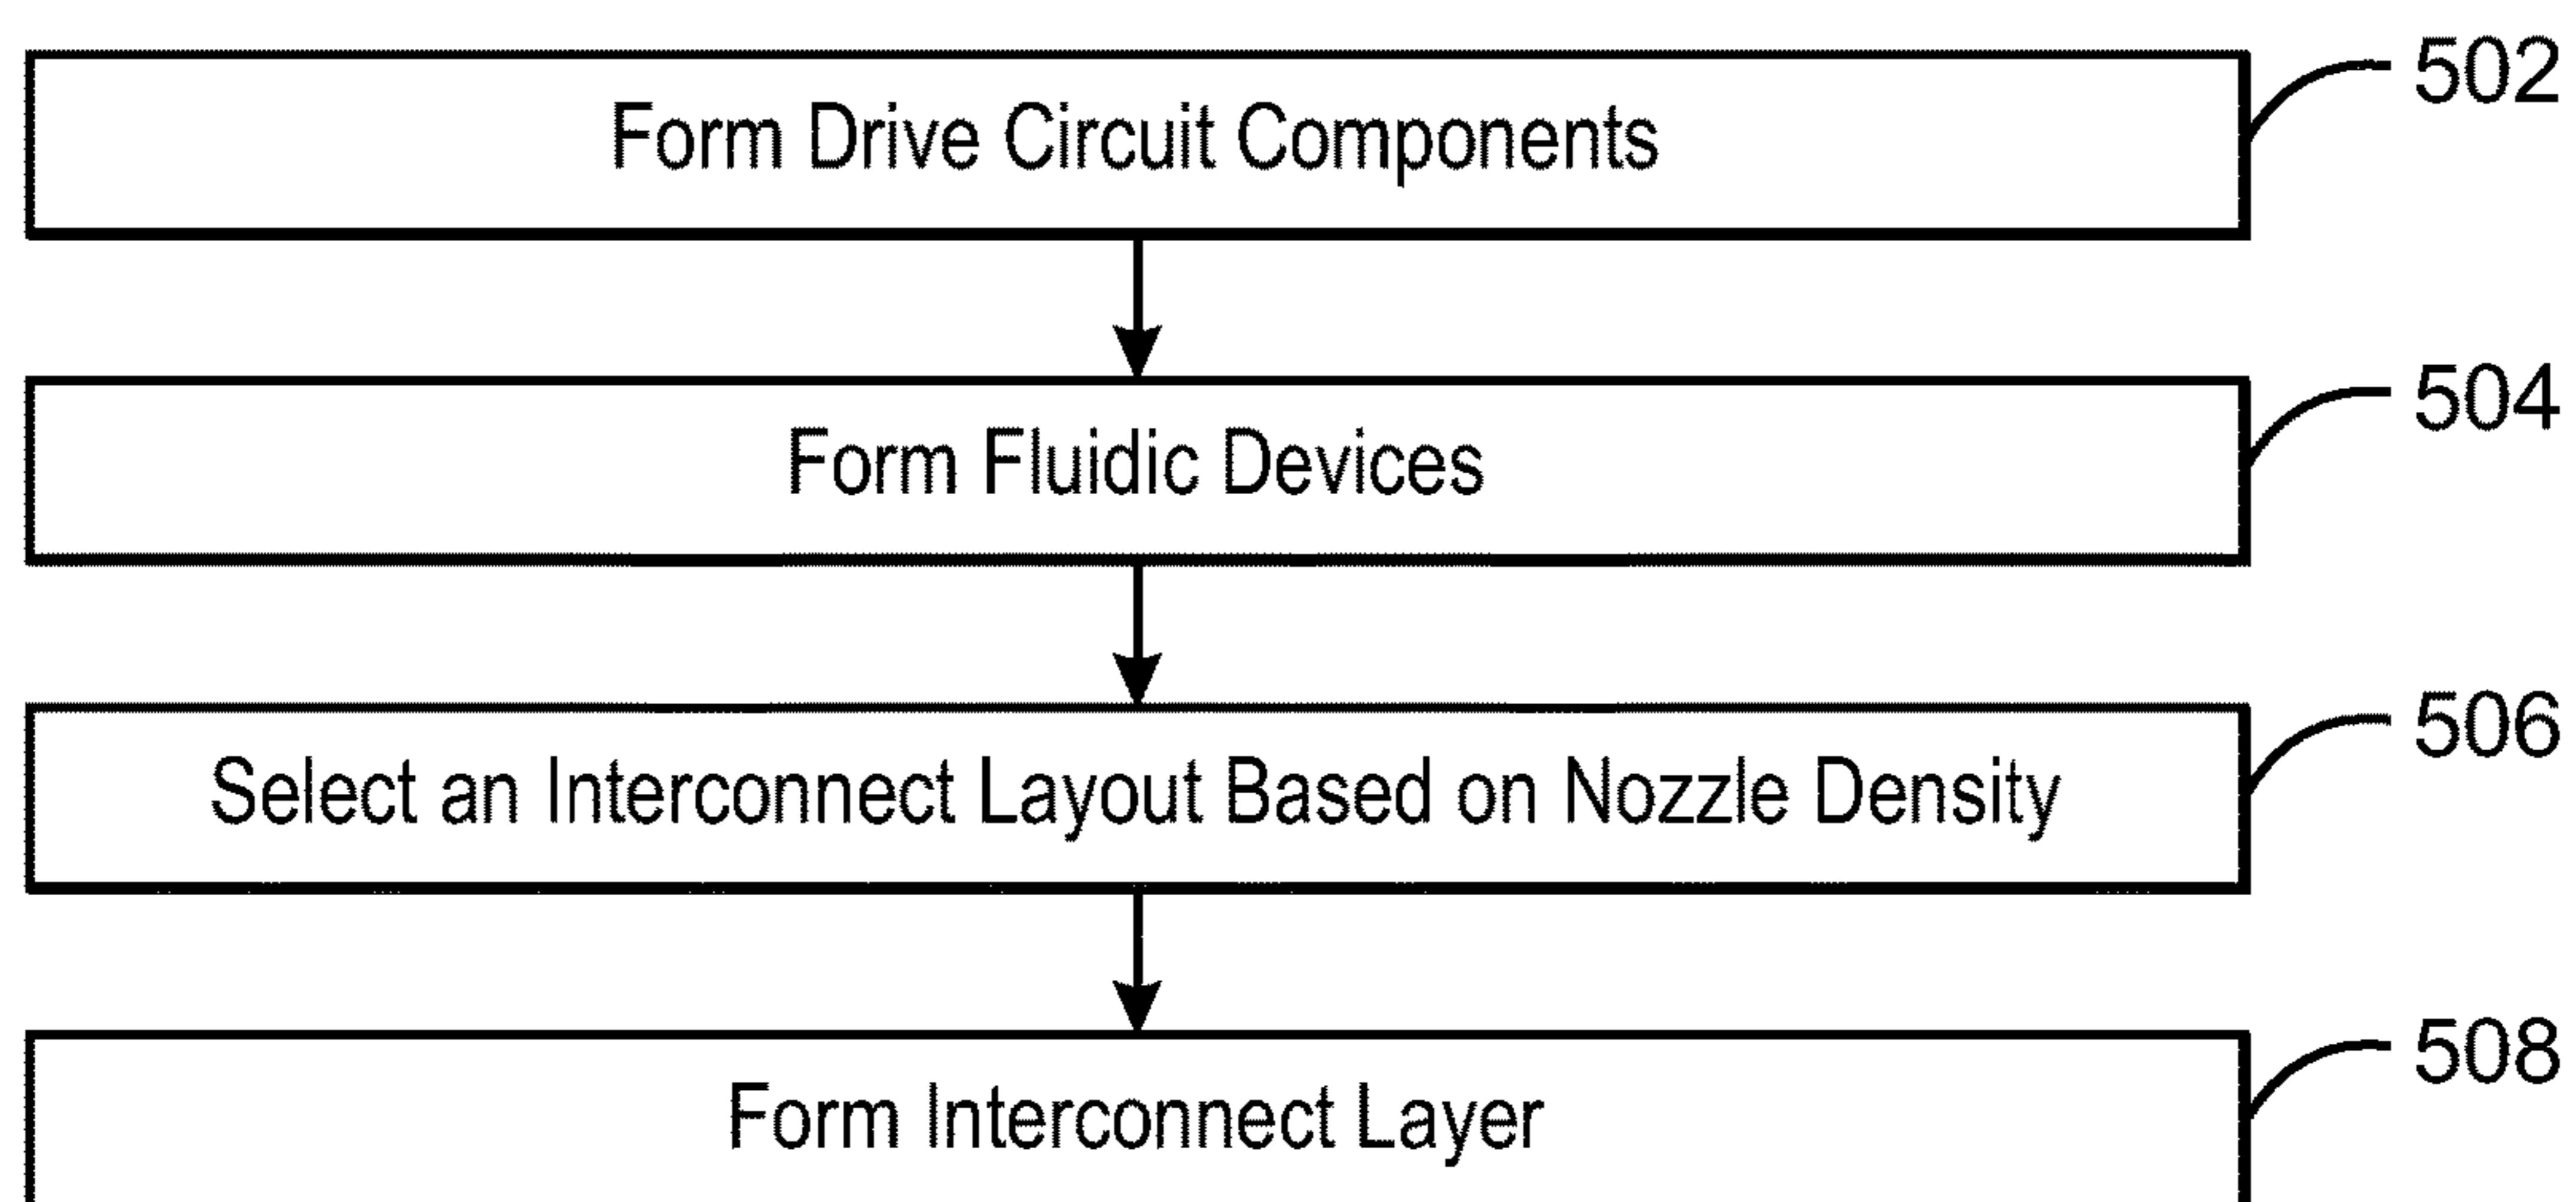 Form Drive Circuit Components
502
Form Fluidic Devices
504
Select an Interconnect Layout Based on Nozzle Density
506
Form Interconnect Layer
508